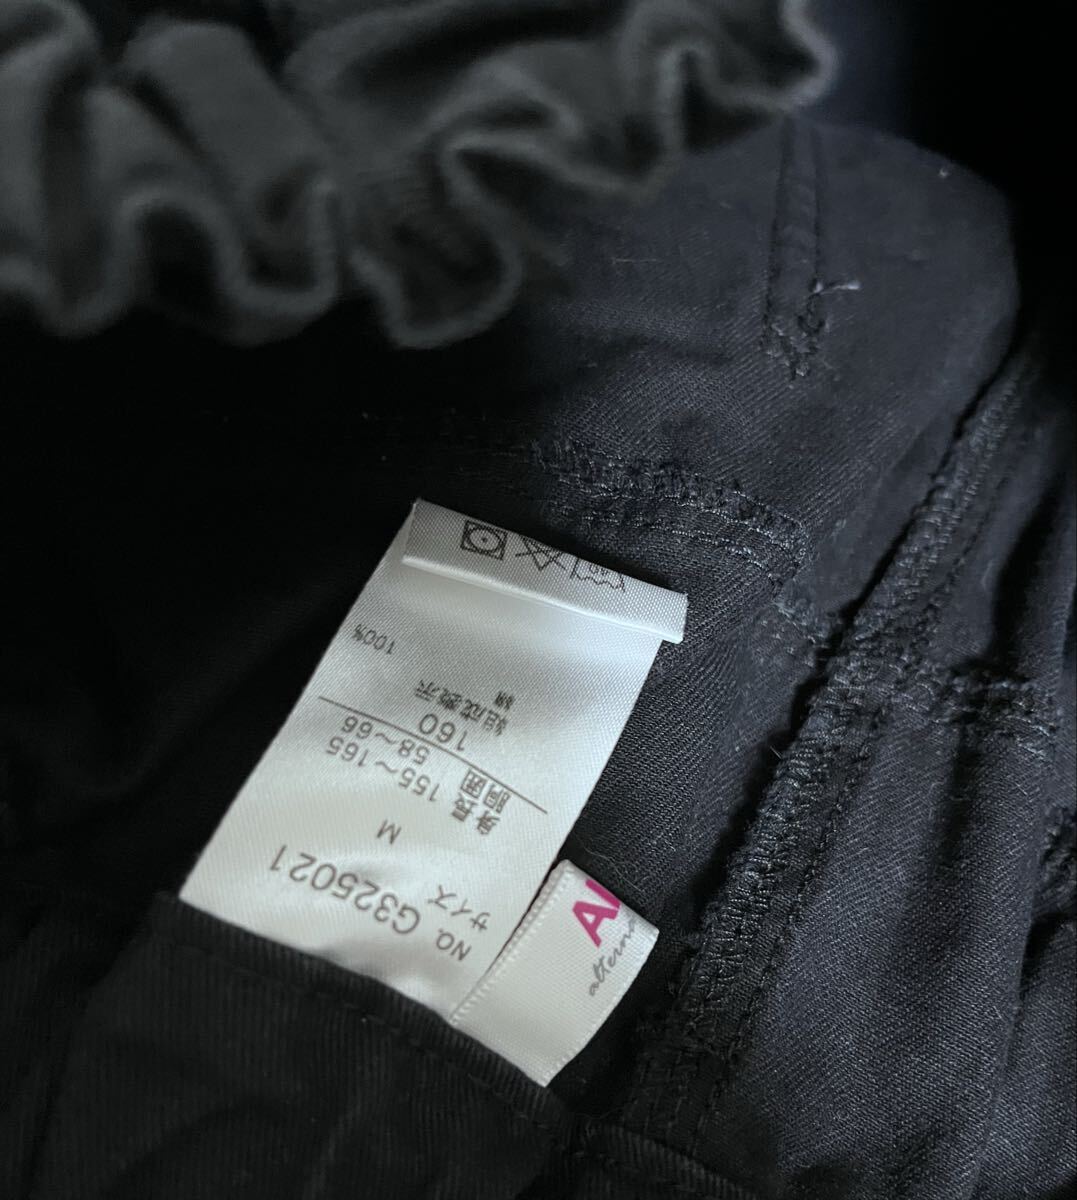 NO. G325021
サイズ M
身長 155～165
胴囲 58～66
160
組成表示
綿
100%
alterna